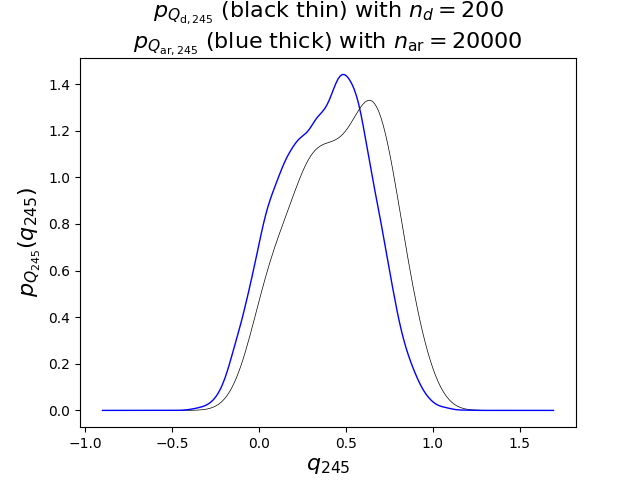 p_{Q_{d,245}} (black thin) with n_d = 200
p_{Q_{ar,245}} (blue thick) with n_{ar} = 20000
p_{Q_{245}}(q_{245})
1.4
1.2
1.0
0.8
0.6
0.4
0.2
0.0
−1.0 −0.5 0.0 0.5 1.0 1.5
q_{245}